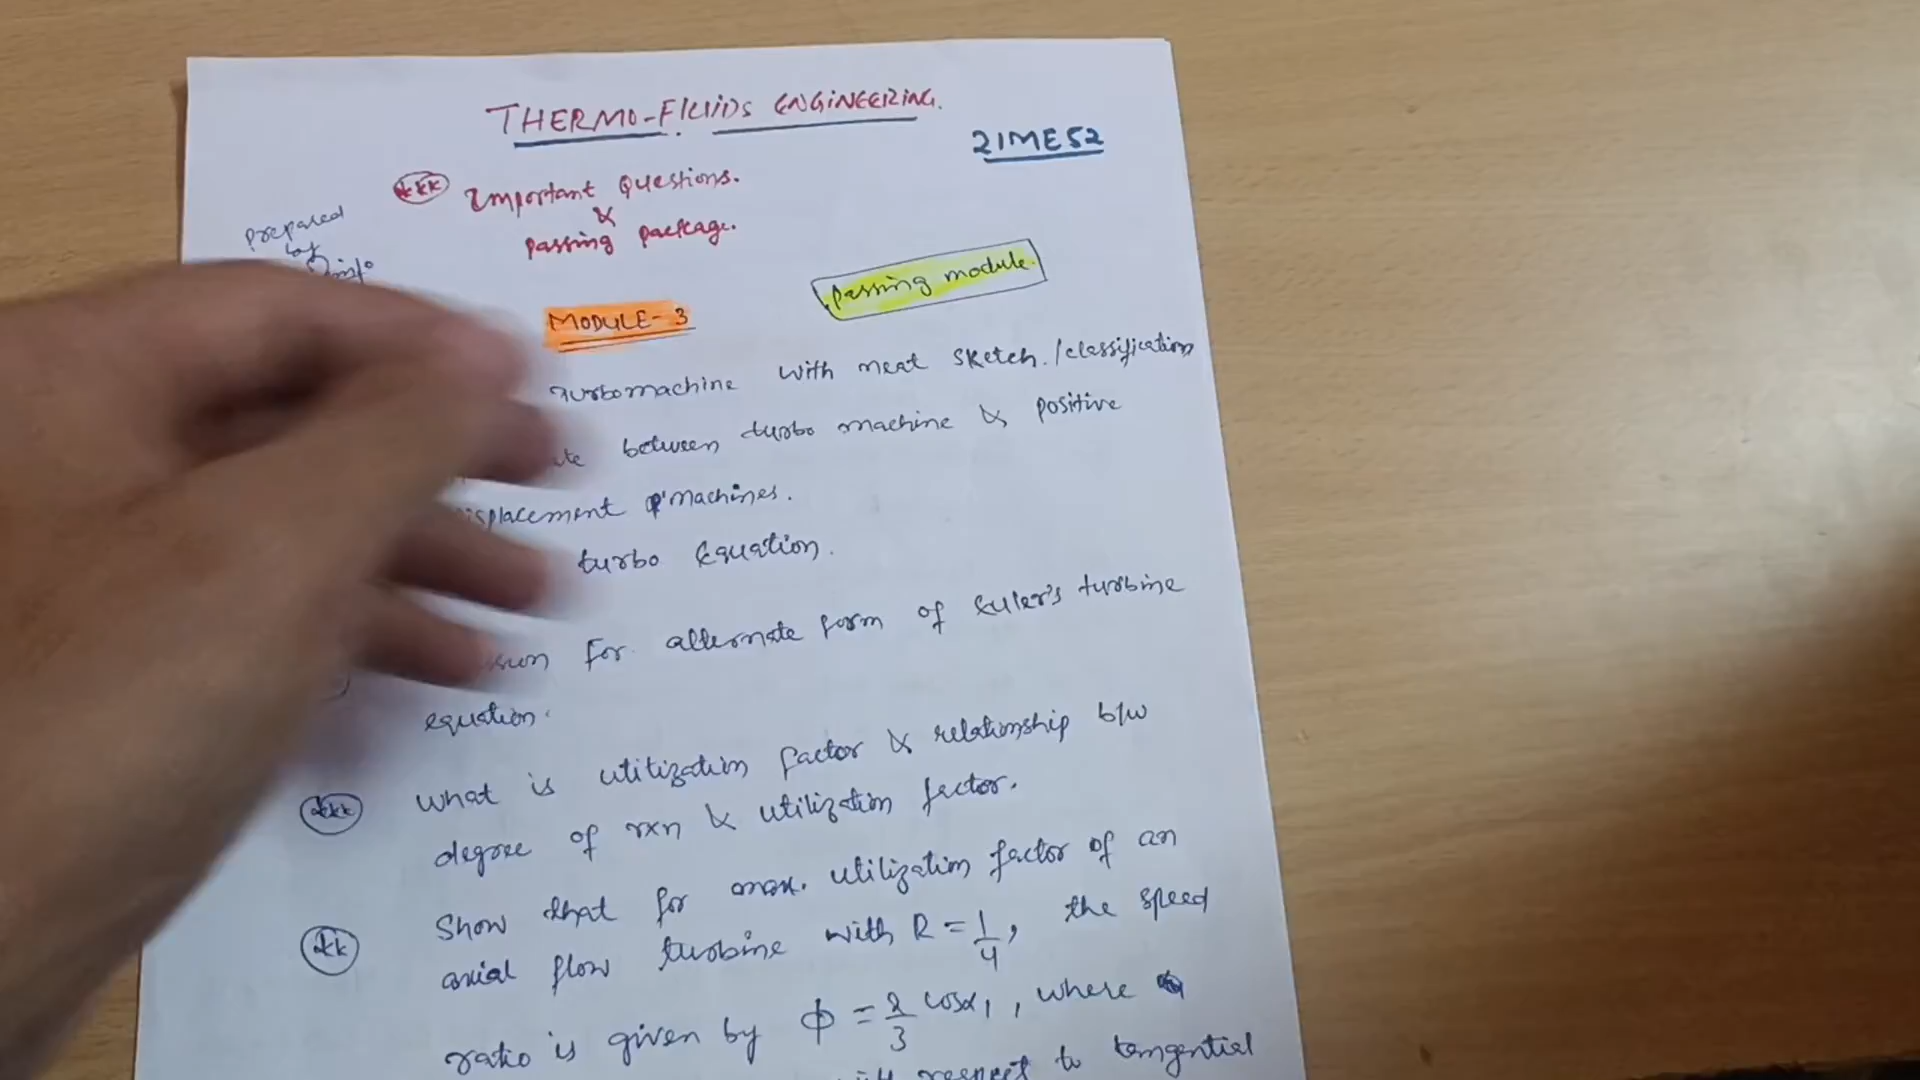 THERMO-FLUIDS ENGINEERING.
21ME52
*** Important Questions.
&
passing package.
prepared
by
info
passing module.
MODULE-3
Turbomachine with neat sketch./classification
between turbo machine & positive
isplacement machines.
turbo Equation.
for alternate form of Euler's turbine
equation.
*** What is utilization factor & relationship b/w
degree of rxn & utilization factor.
** Show that for max. utilization factor of an
axial flow turbine with R = 1/4, the speed
ratio is given by ϕ = 2/3 cosα1, where
respect to tangential